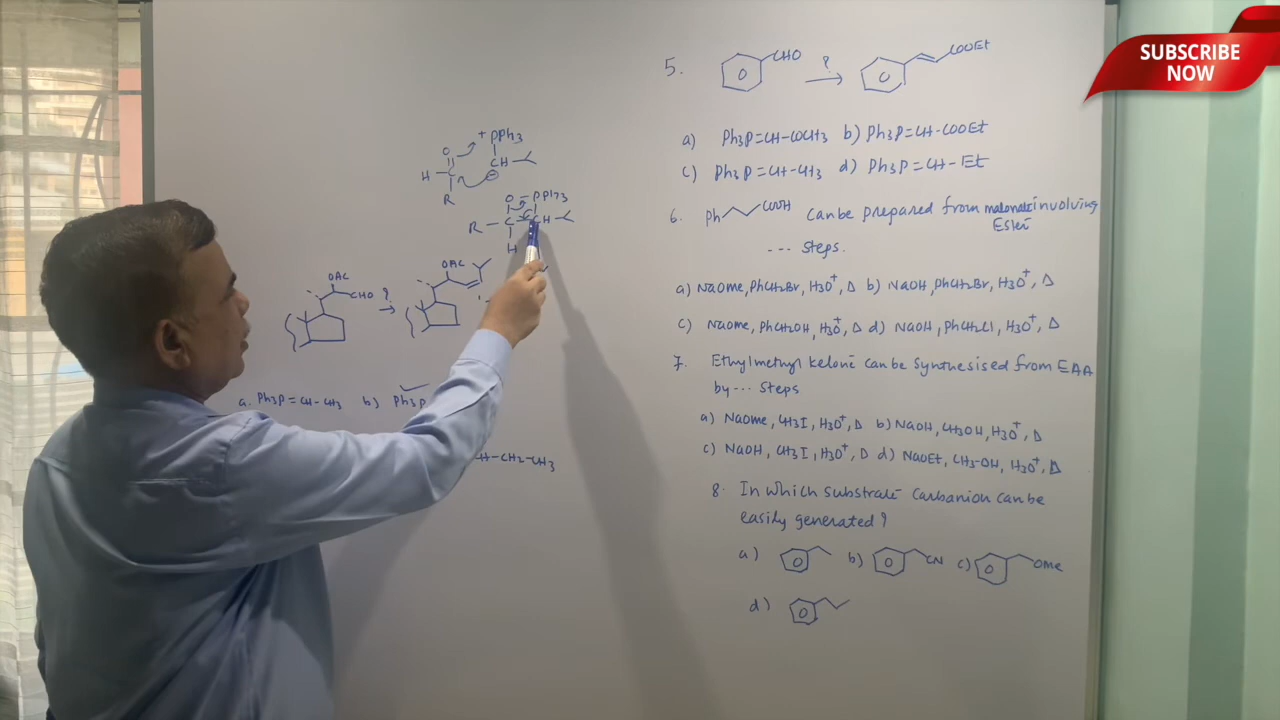 SUBSCRIBE
NOW
+ PPh3
O
CH
H - C
R
O - PPh3
R - C - CH
H
OAC
CHO ?
OAC
a. Ph3P=CH-CH3 b) Ph3P
CH-CH2-CH3
5. CHO ? COOEt
a) Ph3P=CH-COCH3 b) Ph3P=CH-COOEt
c) Ph3P=CH-CH3 d) Ph3P=CH-Et
6. Ph COOH Can be prepared from malonate involving
Ester
... Steps.
a) NaOMe, PhCH2Br, H3O+, Δ b) NaOH, PhCH2Br, H3O+, Δ
c) NaOMe, PhCH2OH, H3O+, Δ d) NaOH, PhCH2Cl, H3O+, Δ
7. Ethylmethyl Ketone can be Synthesised from EAA
by ... Steps
a) NaOMe, CH3I, H3O+, Δ b) NaOH, CH3OH, H3O+, Δ
c) NaOH, CH3I, H3O+, Δ d) NaOEt, CH3-OH, H3O+, Δ
8. In which Substrate Carbanion can be
easily generated?
a) b) CN c) OMe
d)